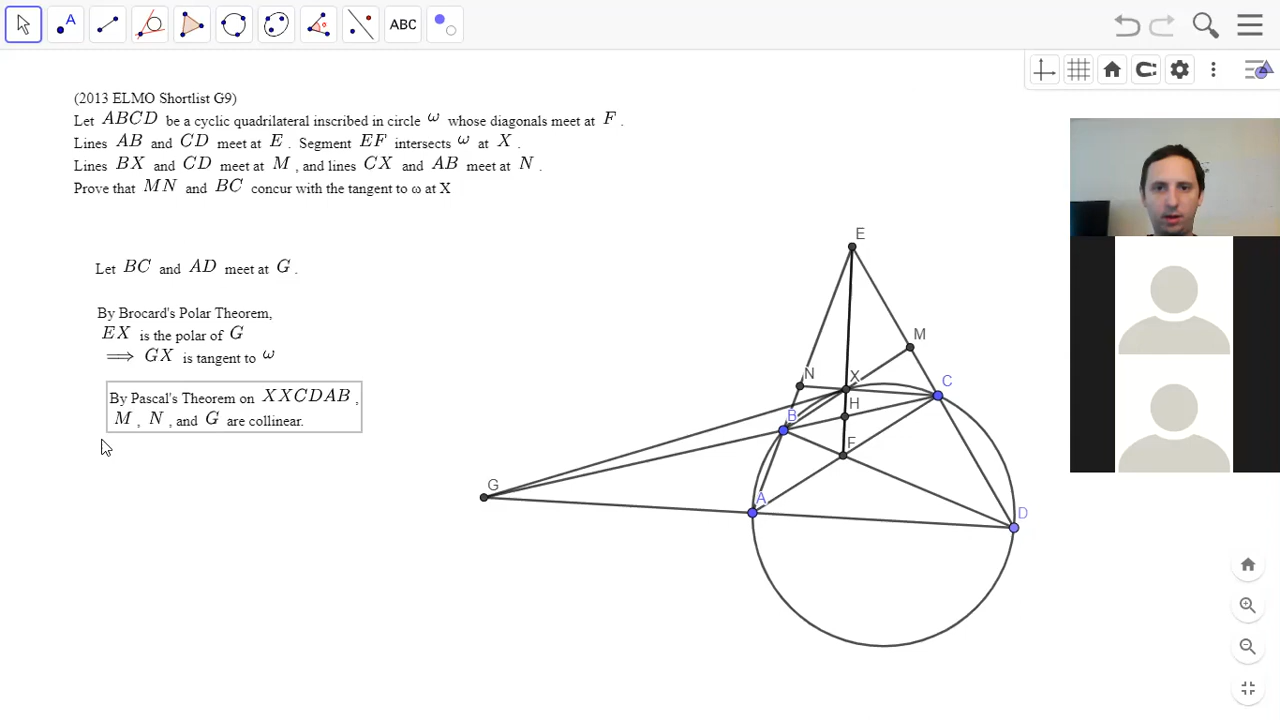 A
ABC
(2013 ELMO Shortlist G9)
Let ABCD be a cyclic quadrilateral inscribed in circle ω whose diagonals meet at F .
Lines AB and CD meet at E . Segment EF intersects ω at X .
Lines BX and CD meet at M , and lines CX and AB meet at N .
Prove that MN and BC concur with the tangent to ω at X
Let BC and AD meet at G .
By Brocard's Polar Theorem,
EX is the polar of G
⟹ GX is tangent to ω
By Pascal's Theorem on XXCDAB ,
M , N , and G are collinear.
E
M
N
X
C
H
B
F
G
A
D